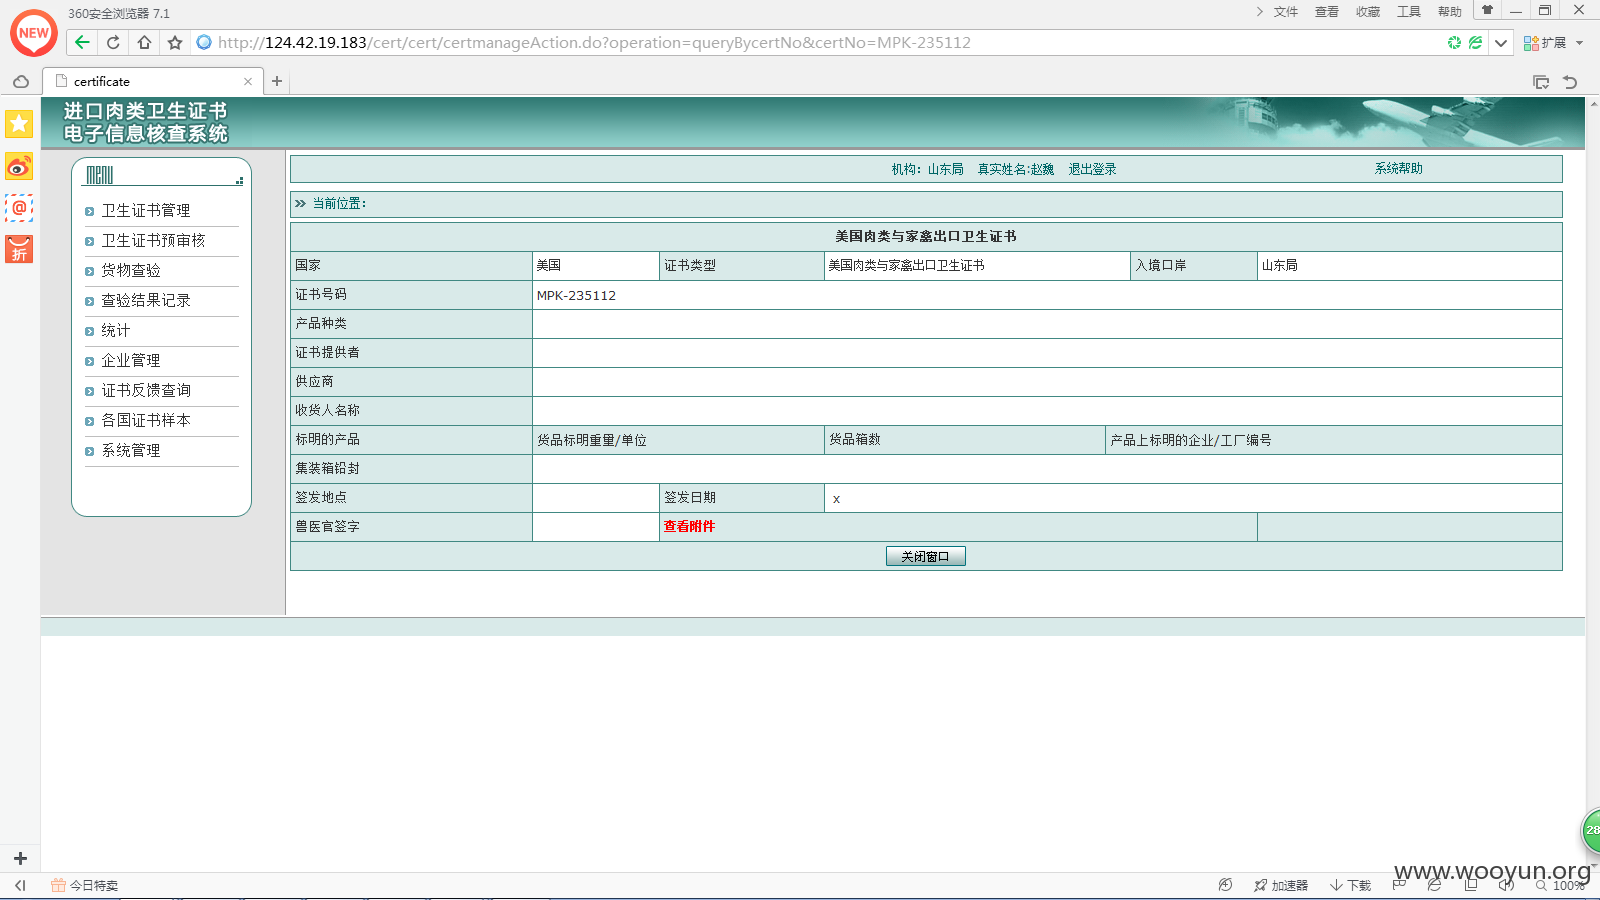 360安全浏览器 7.1
文件 查看 收藏 工具 帮助
NEW
http://124.42.19.183/cert/cert/certmanageAction.do?operation=queryBycertNo&certNo=MPK-235112
扩展
certificate
进口肉类卫生证书
电子信息核查系统
MENU
卫生证书管理
卫生证书预审核
货物查验
查验结果记录
统计
企业管理
证书反馈查询
各国证书样本
系统管理
机构：山东局 真实姓名:赵巍 退出登录 系统帮助
当前位置：
美国肉类与家禽出口卫生证书
国家 美国 证书类型 美国肉类与家禽出口卫生证书 入境口岸 山东局
证书号码 MPK-235112
产品种类
证书提供者
供应商
收货人名称
标明的产品 货品标明重量/单位 货品箱数 产品上标明的企业/工厂编号
集装箱铅封
签发地点 签发日期 x
兽医官签字 查看附件
关闭窗口
折
28
www.wooyun.org
今日特卖 加速器 下载 100%